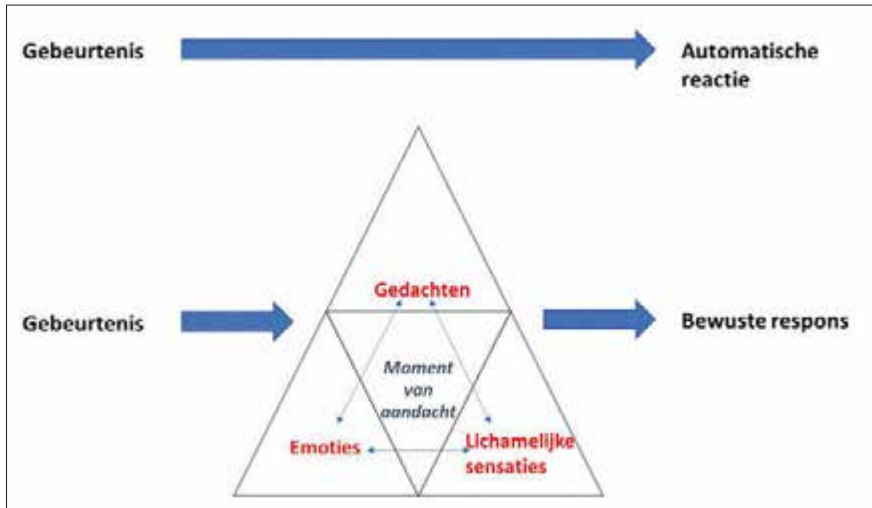 Gebeurtenis
Automatische
reactie
Gedachten
Gebeurtenis
Bewuste respons
Moment
van
aandacht
Emoties
Lichamelijke
sensaties